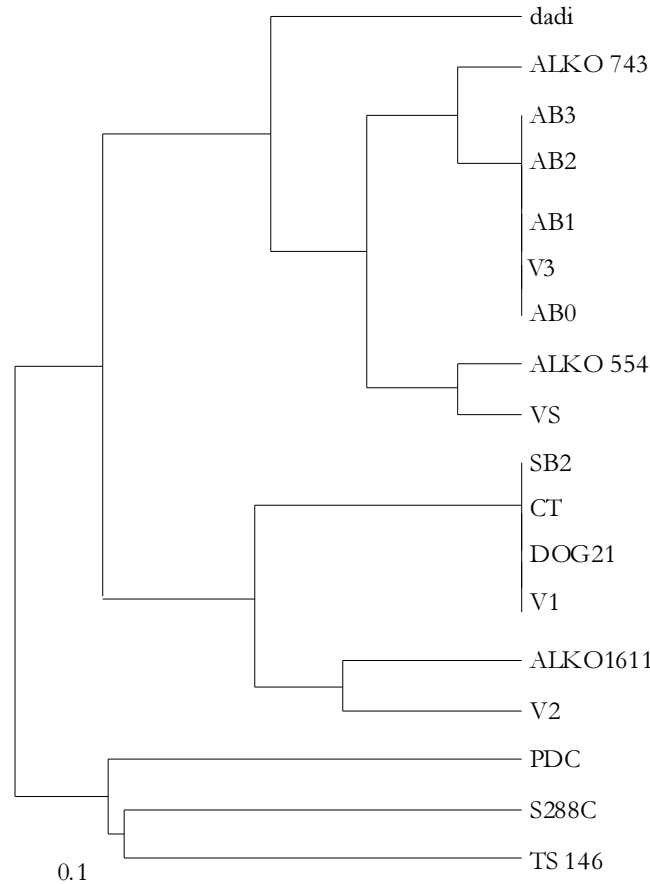 dadi
ALKO 743
AB3
AB2
AB1
V3
AB0
ALKO 554
VS
SB2
CT
DOG21
V1
ALKO1611
V2
PDC
S288C
TS 146
0.1